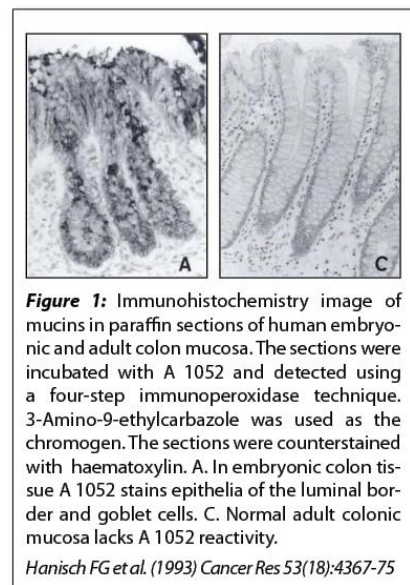 A
C
Figure 1: Immunohistochemistry image of
mucins in paraffin sections of human embryo-
nic and adult colon mucosa. The sections were
incubated with A 1052 and detected using
a four-step immunoperoxidase technique.
3-Amino-9-ethylcarbazole was used as the
chromogen. The sections were counterstained
with haematoxylin. A. In embryonic colon tis-
sue A 1052 stains epithelia of the luminal bor-
der and goblet cells. C. Normal adult colonic
mucosa lacks A 1052 reactivity.
Hanisch FG et al. (1993) Cancer Res 53(18):4367-75